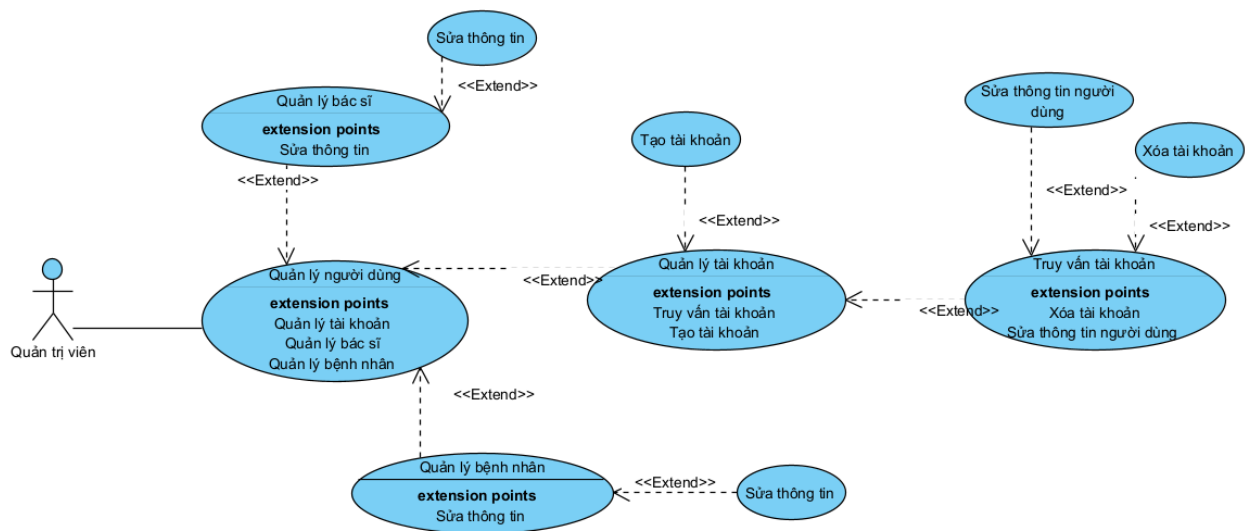 Sửa thông tin
<<Extend>>
Quản lý bác sĩ
extension points
Sửa thông tin
<<Extend>>
Tạo tài khoản
<<Extend>>
Sửa thông tin người
dùng
Xóa tài khoản
<<Extend>>
<<Extend>>
Quản trị viên
Quản lý người dùng
extension points
Quản lý tài khoản
Quản lý bác sĩ
Quản lý bệnh nhân
<<Extend>>
Quản lý tài khoản
extension points
Truy vấn tài khoản
Tạo tài khoản
<<Extend>>
Truy vấn tài khoản
extension points
Xóa tài khoản
Sửa thông tin người dùng
<<Extend>>
Quản lý bệnh nhân
extension points
Sửa thông tin
<<Extend>>
Sửa thông tin